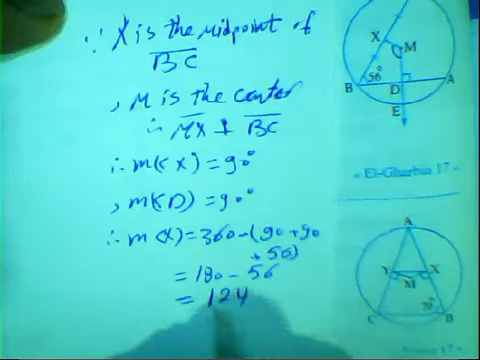 ∵ X is the midpoint of
BC
, M is the center
∴ MX ⊥ BC
∴ m(∢X) = 90°
, m(∢D) = 90°
∴ m(∢) = 360 - (90 + 90
+ 56)
= 180 - 56
= 124
X
M
56°
B
D
A
E
El-Gharbia 17
A
Y
X
M
70°
C
B